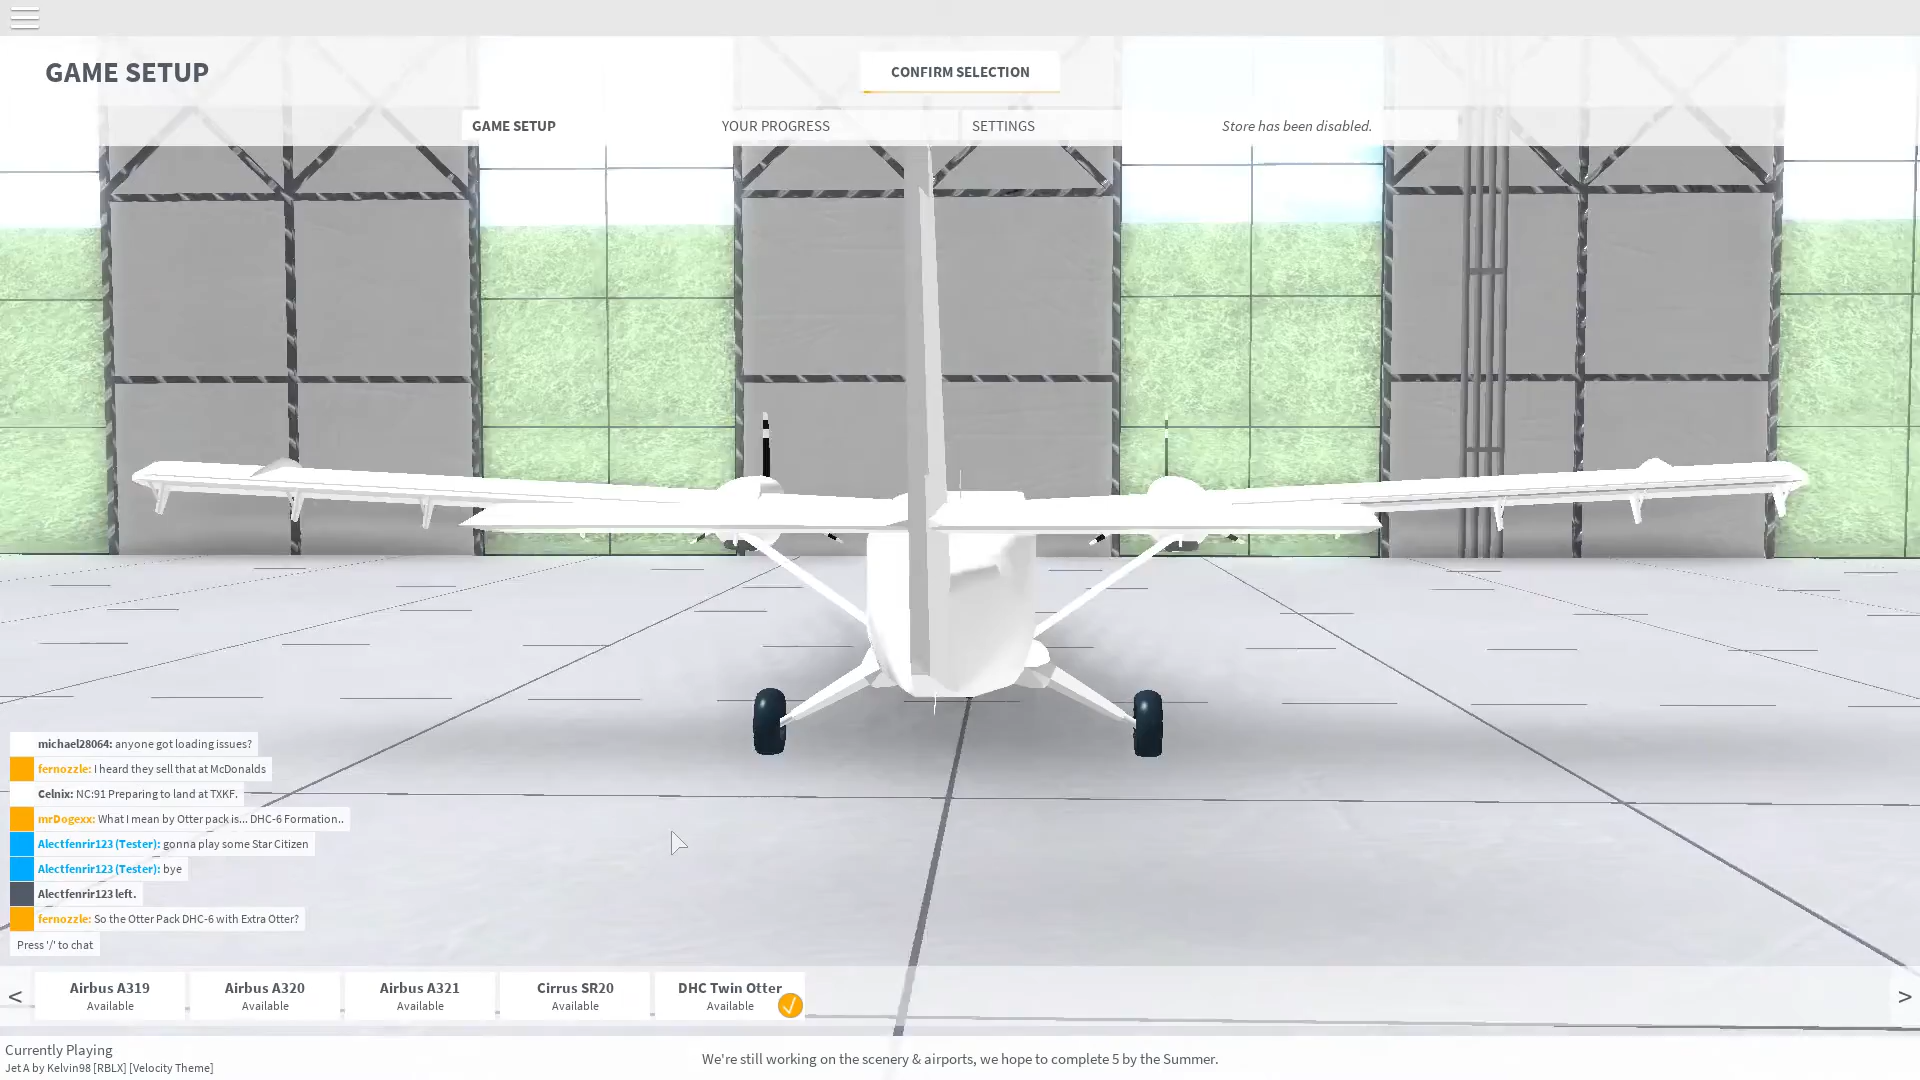 GAME SETUP
CONFIRM SELECTION
GAME SETUP
YOUR PROGRESS
SETTINGS
Store has been disabled.
michael28064: anyone got loading issues?
fernozzle: I heard they sell that at McDonalds
Celnix: NC:91 Preparing to land at TXKF.
mrDogexx: What I mean by Otter pack is... DHC-6 Formation..
Alectfenrir123 (Tester): gonna play some Star Citizen
Alectfenrir123 (Tester): bye
Alectfenrir123 left.
fernozzle: So the Otter Pack DHC-6 with Extra Otter?
Press '/' to chat
<
Airbus A319
Available
Airbus A320
Available
Airbus A321
Available
Cirrus SR20
Available
DHC Twin Otter
Available
>
Currently Playing
Jet A by Kelvin98 [RBLX] [Velocity Theme]
We're still working on the scenery & airports, we hope to complete 5 by the Summer.